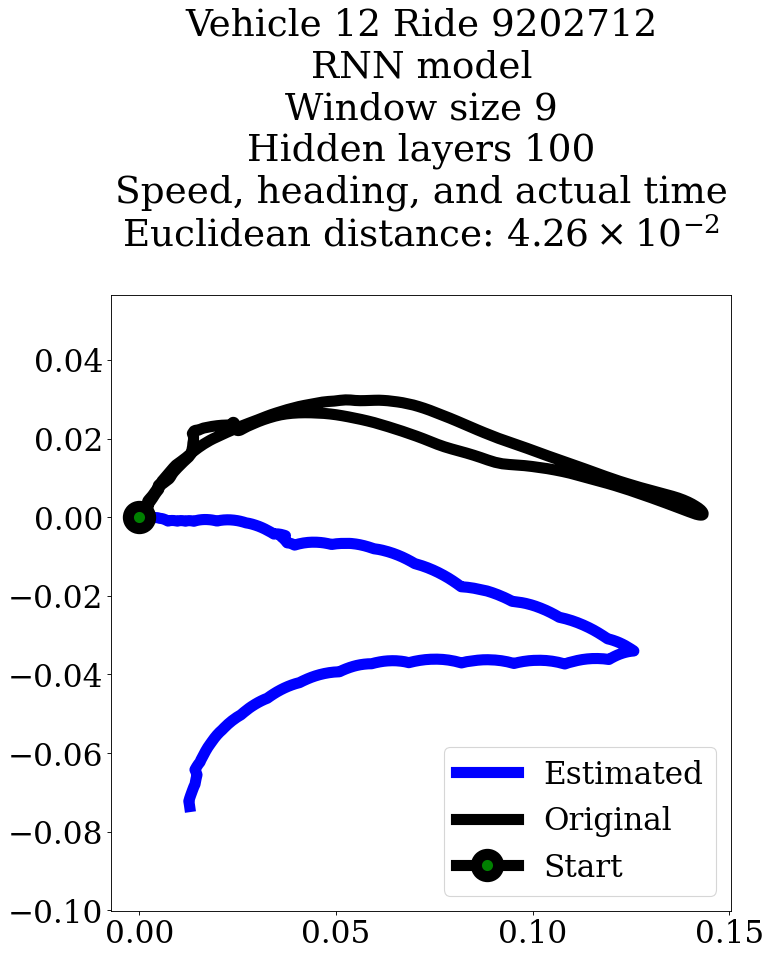 Vehicle 12 Ride 9202712
RNN model
Window size 9
Hidden layers 100
Speed, heading, and actual time
Euclidean distance: 4.26 × 10⁻²
0.04
0.02
0.00
−0.02
−0.04
−0.06
−0.08
−0.10
0.00 0.05 0.10 0.15
Estimated
Original
Start